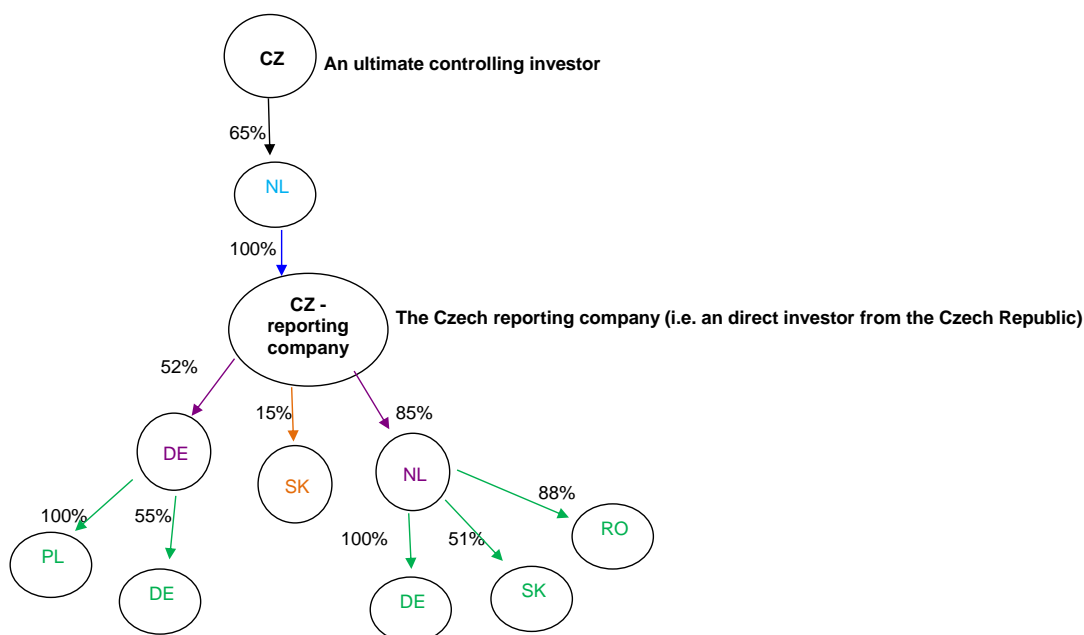 CZ
An ultimate controlling investor
65%
NL
100%
CZ -
reporting
company
The Czech reporting company (i.e. an direct investor from the Czech Republic)
52%
15%
85%
DE
SK
NL
100%
55%
100%
51%
88%
PL
DE
DE
SK
RO